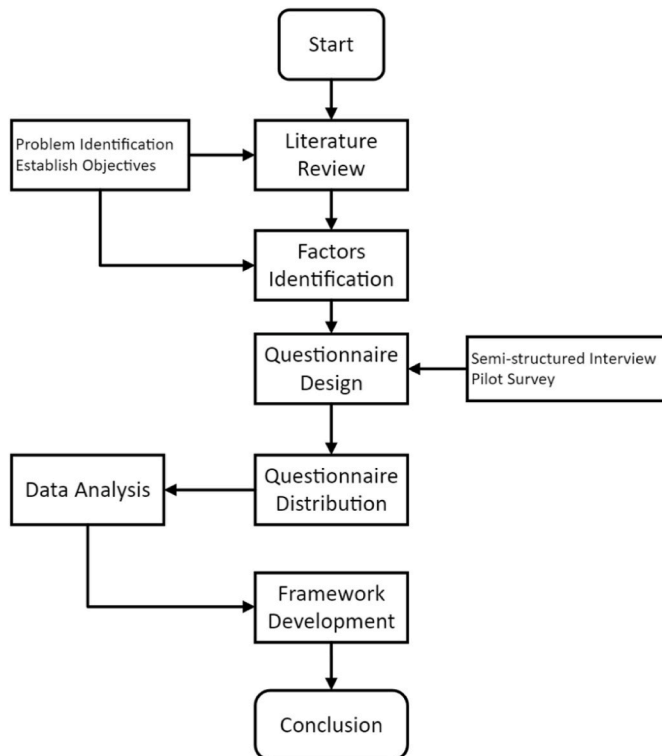 Start
Problem Identification
Establish Objectives
Literature
Review
Factors
Identification
Questionnaire
Design
Semi-structured Interview
Pilot Survey
Data Analysis
Questionnaire
Distribution
Framework
Development
Conclusion